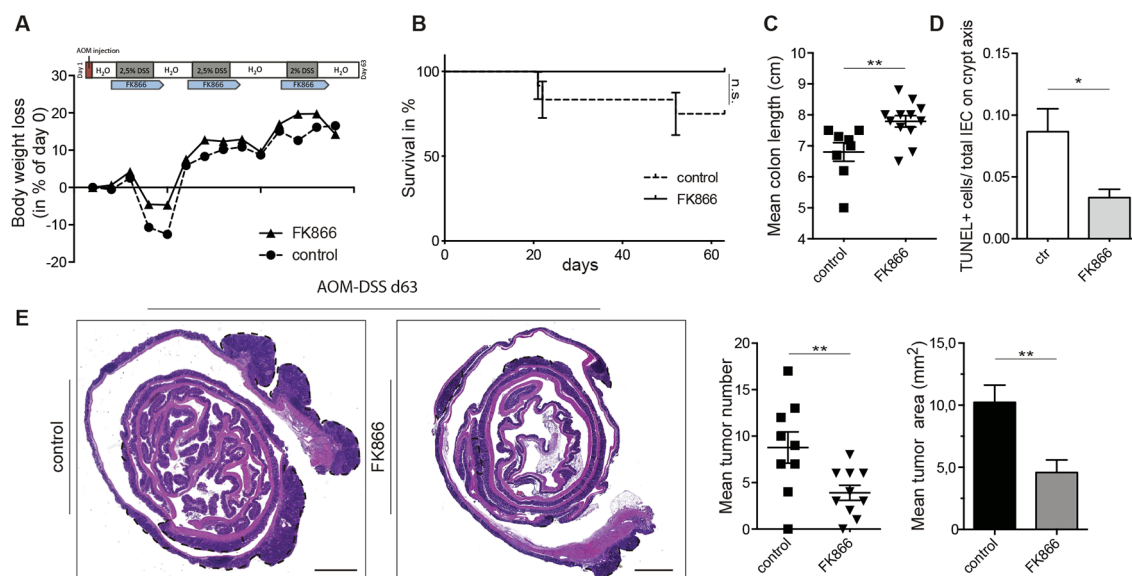 A
AOM injection
Day 1
H₂O
2,5% DSS
H₂O
2,5% DSS
H₂O
2% DSS
H₂O
Day 63
FK866
FK866
FK866
Body weight loss
(in % of day 0)
30
20
10
0
-10
-20
FK866
control
B
Survival in %
100
50
0
0
20
40
60
days
n.s.
control
FK866
C
Mean colon length (cm)
9
8
7
6
5
4
**
control
FK866
D
TUNEL+ cells/ total IEC on crypt axis
0.15
0.10
0.05
0.00
*
ctr
FK866
AOM-DSS d63
E
control
FK866
Mean tumor number
20
15
10
5
0
**
control
FK866
Mean tumor area (mm²)
15,0
10,0
5,0
0,0
**
control
FK866